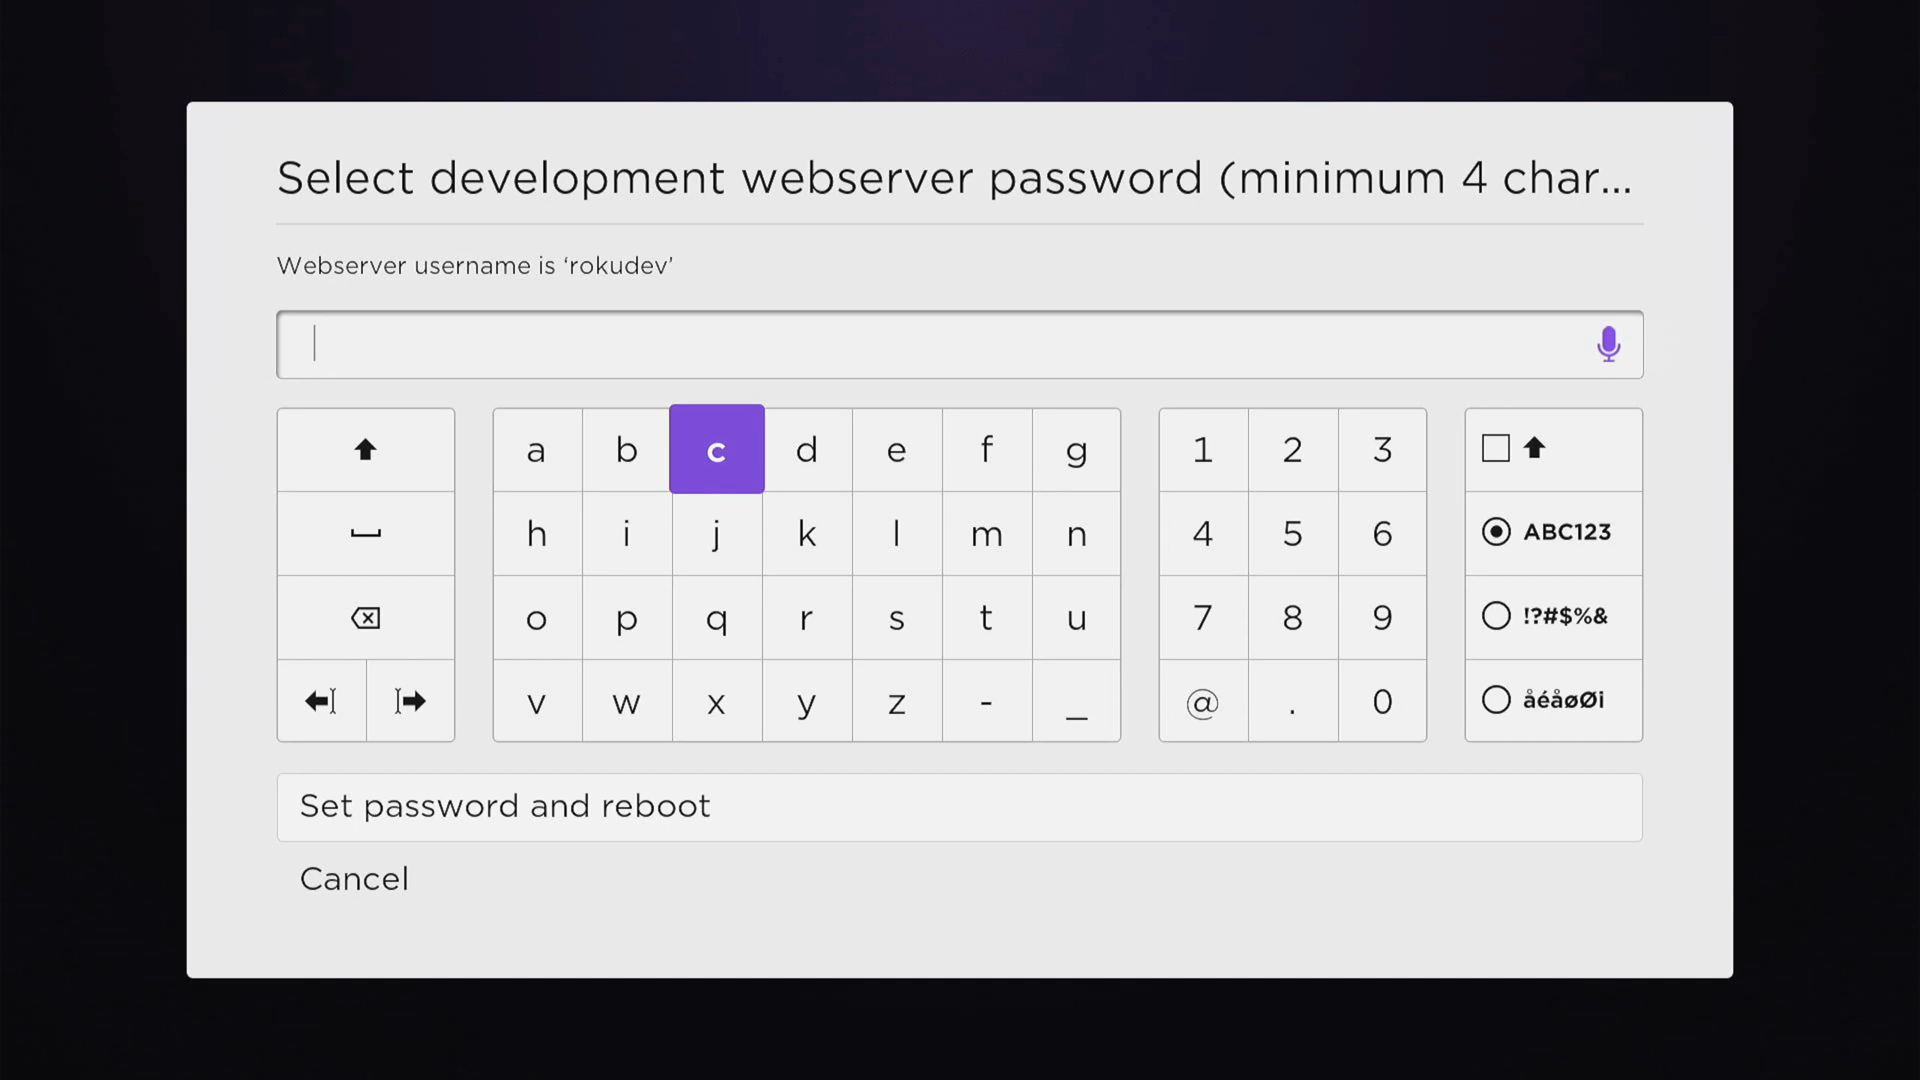 Select development webserver password (minimum 4 char...
Webserver username is ‘rokudev’
a b c d e f g 1 2 3
h i j k l m n 4 5 6 ABC123
o p q r s t u 7 8 9 !?#$%&
v w x y z - _ @ . 0 åéåøØi
Set password and reboot
Cancel